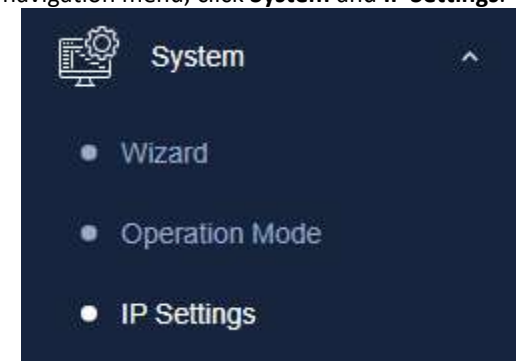 navigation menu, click System and IP Settings.
System
Wizard
Operation Mode
IP Settings